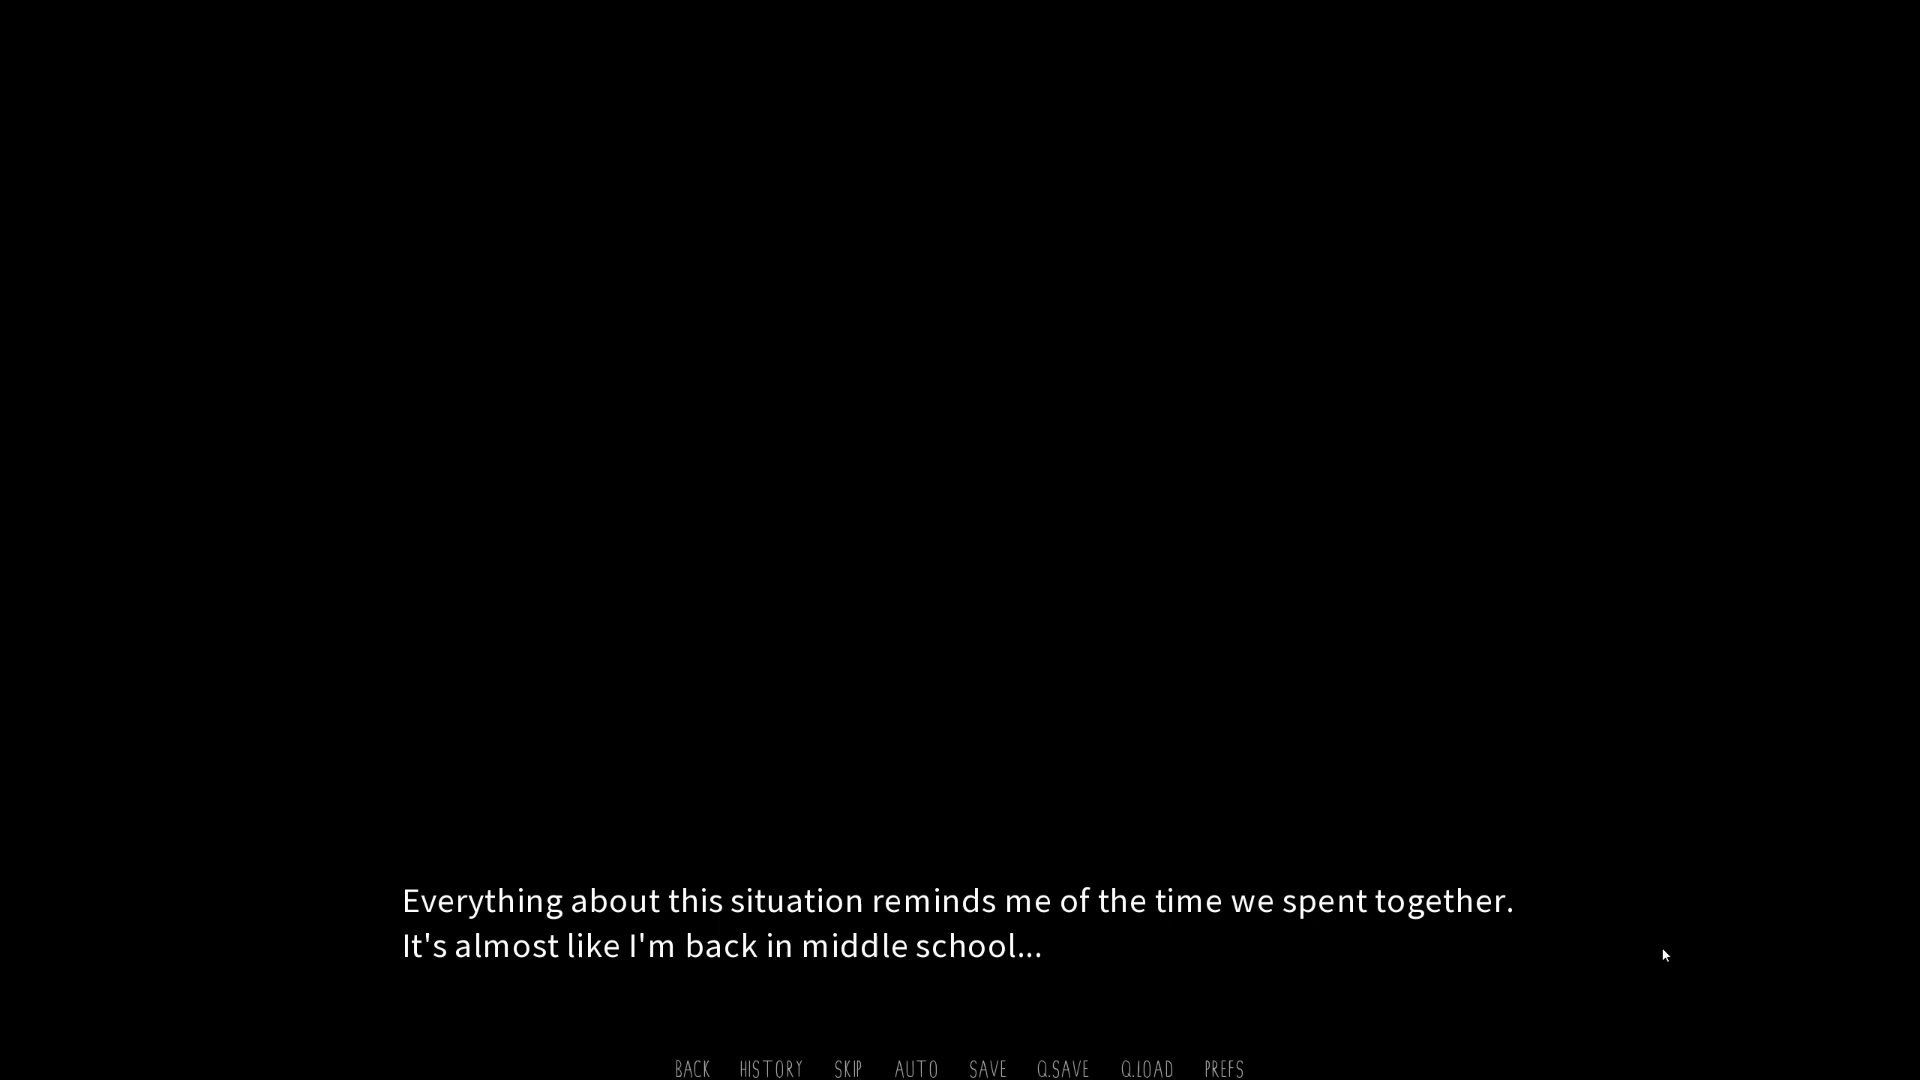 Everything about this situation reminds me of the time we spent together.
It's almost like I'm back in middle school...
BACK HISTORY SKIP AUTO SAVE Q.SAVE Q.LOAD PREFS